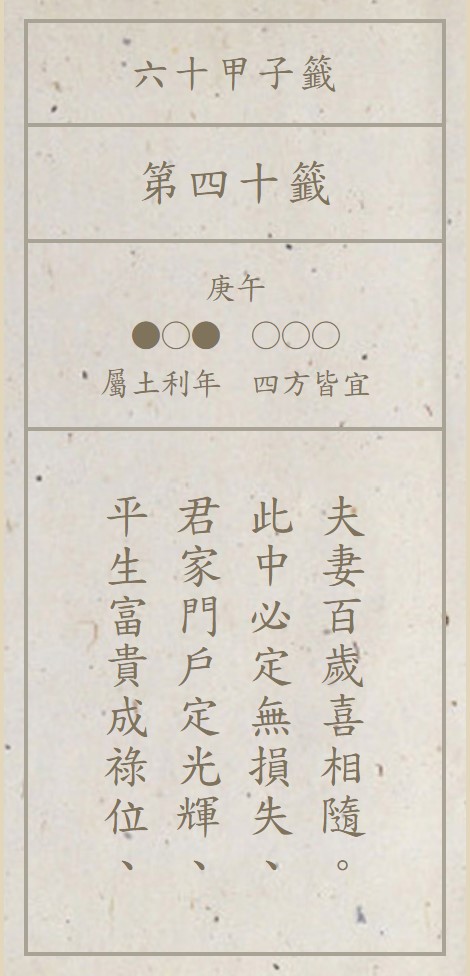 六十甲子籤
第四十籤
庚午
●○● ○○○
屬土利年 四方皆宜
平生富貴成祿位、
君家門戶定光輝、
此中必定無損失、
夫妻百歲喜相隨。